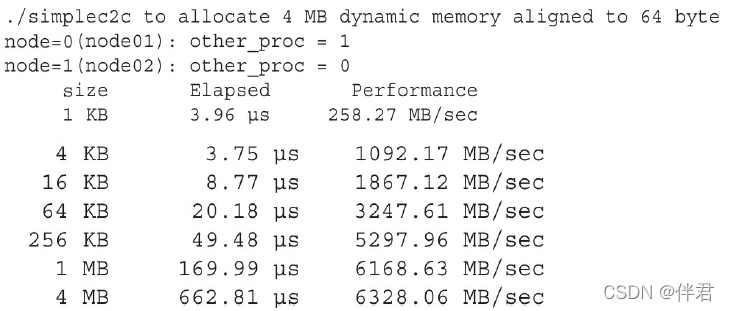 ./simplec2c to allocate 4 MB dynamic memory aligned to 64 byte
node=0(node01): other_proc = 1
node=1(node02): other_proc = 0
size Elapsed Performance
1 KB 3.96 µs 258.27 MB/sec
4 KB 3.75 µs 1092.17 MB/sec
16 KB 8.77 µs 1867.12 MB/sec
64 KB 20.18 µs 3247.61 MB/sec
256 KB 49.48 µs 5297.96 MB/sec
1 MB 169.99 µs 6168.63 MB/sec
4 MB 662.81 µs 6328.06 MB/sec
CSDN @伴君